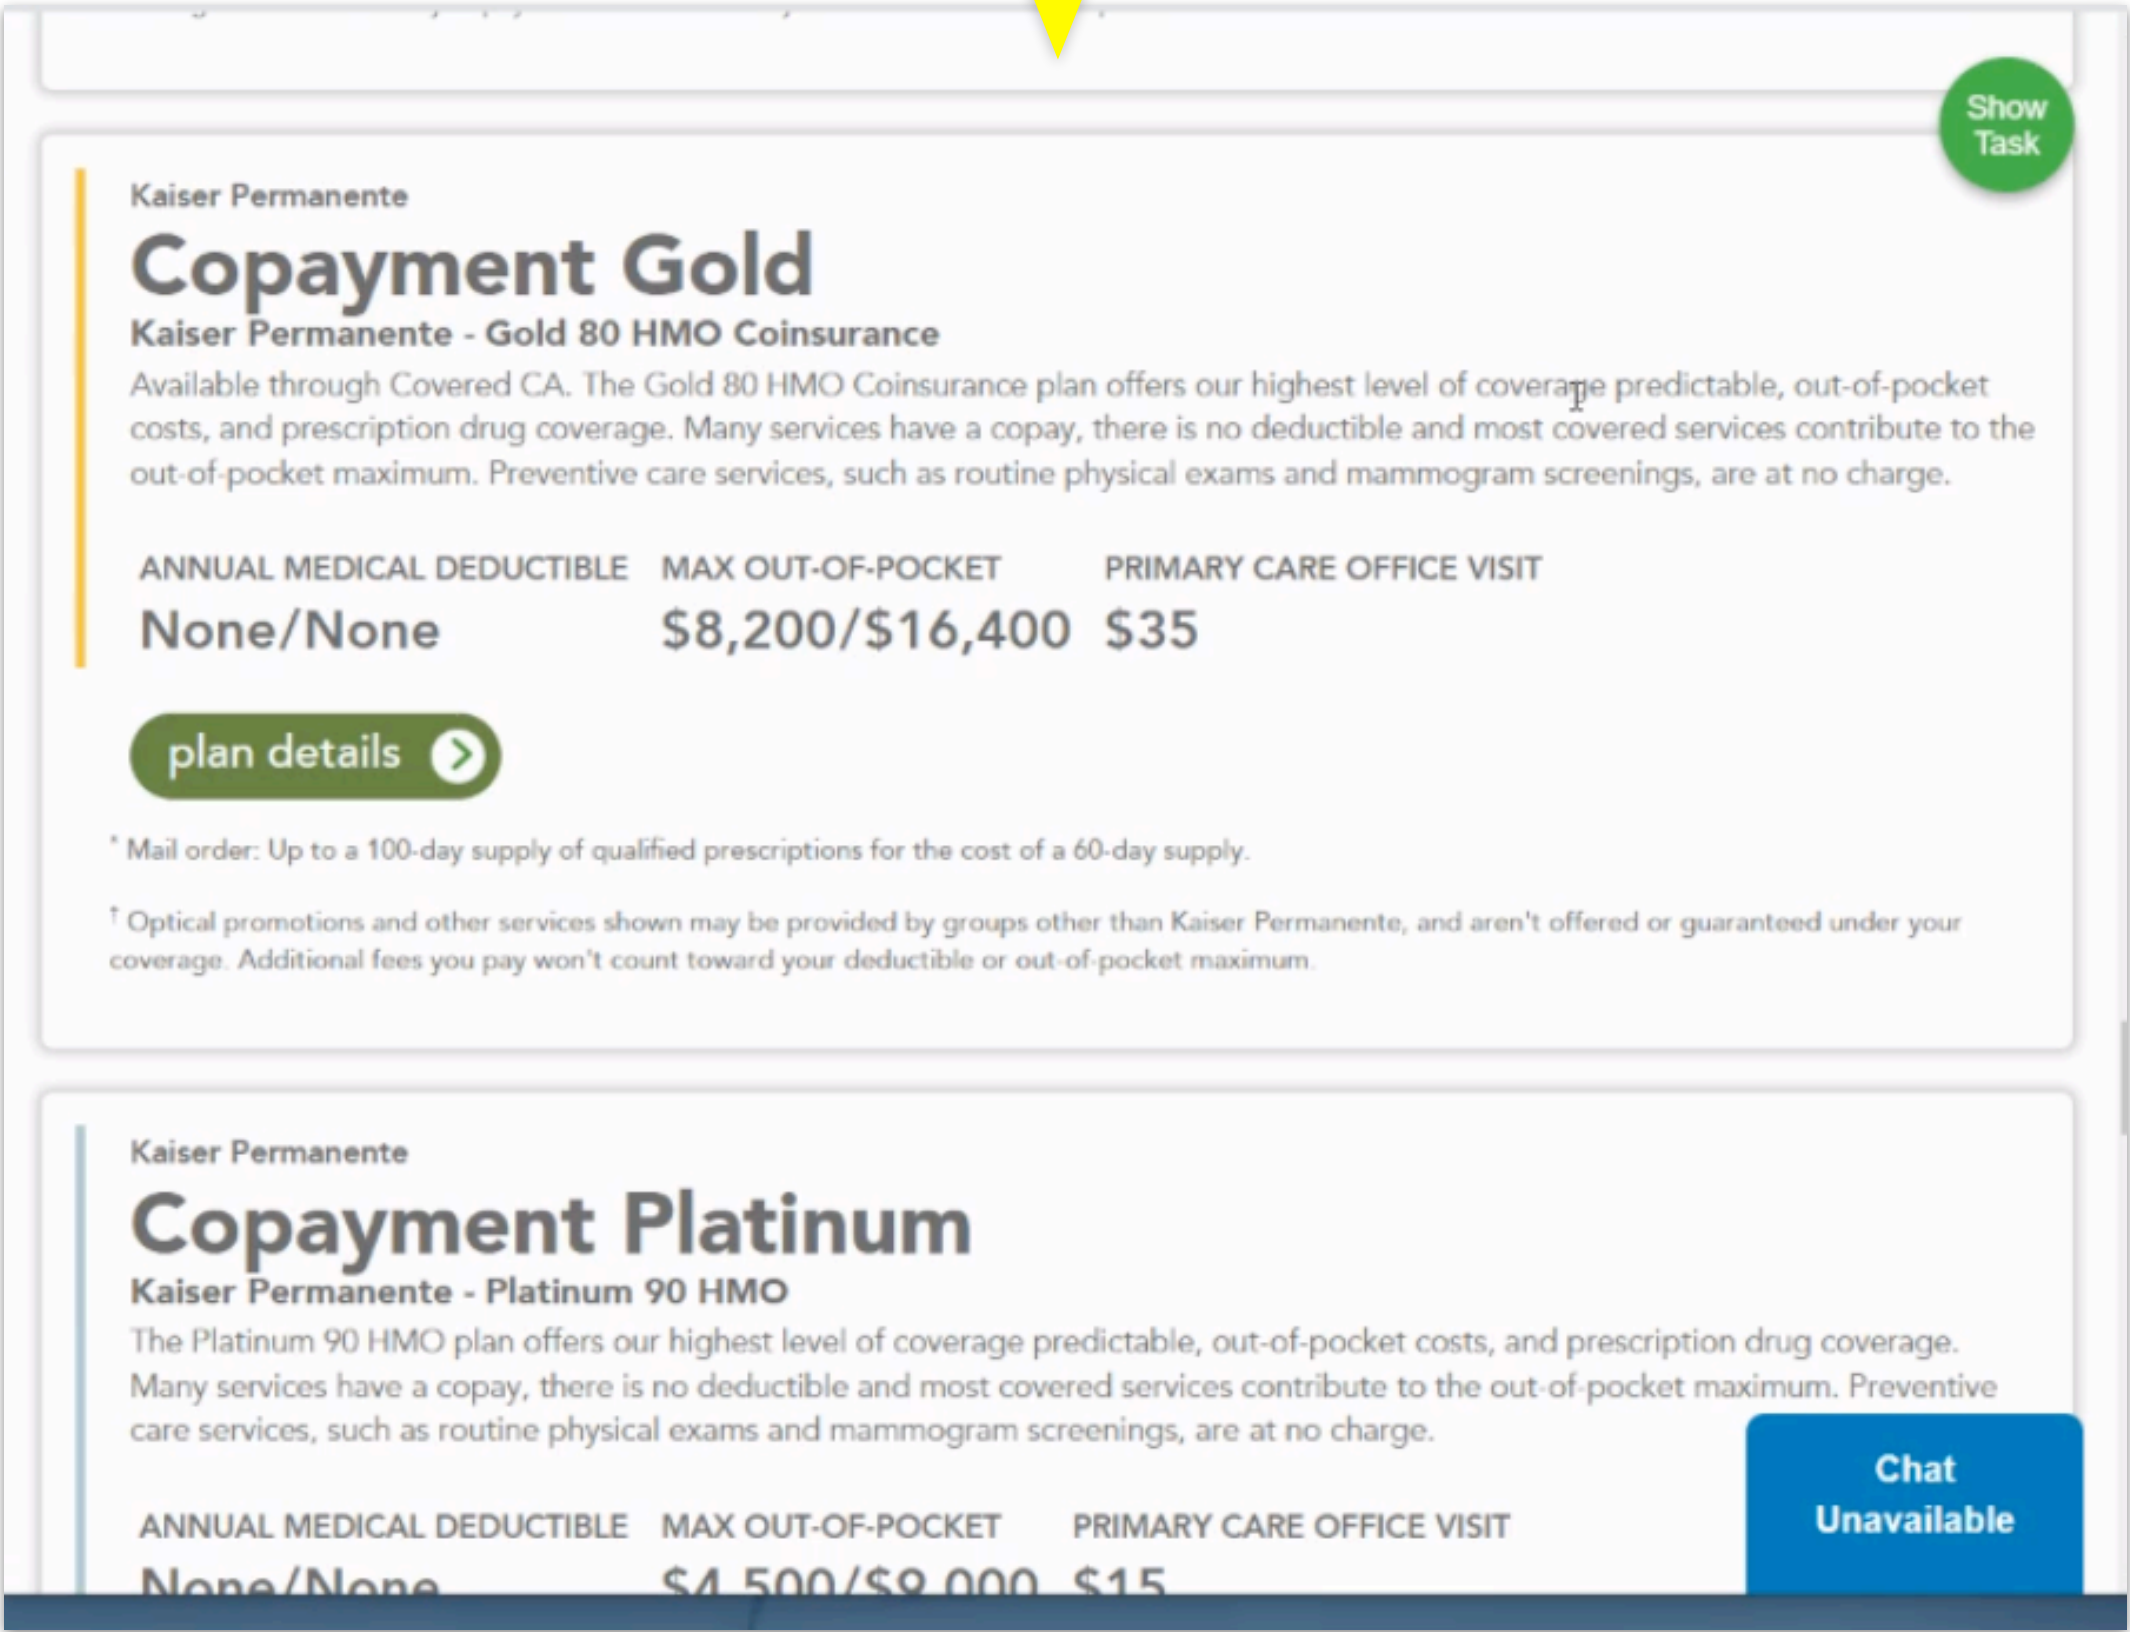 Show
Task
Kaiser Permanente
Copayment Gold
Kaiser Permanente - Gold 80 HMO Coinsurance
Available through Covered CA. The Gold 80 HMO Coinsurance plan offers our highest level of coverage predictable, out-of-pocket
costs, and prescription drug coverage. Many services have a copay, there is no deductible and most covered services contribute to the
out-of-pocket maximum. Preventive care services, such as routine physical exams and mammogram screenings, are at no charge.
ANNUAL MEDICAL DEDUCTIBLE MAX OUT-OF-POCKET PRIMARY CARE OFFICE VISIT
None/None $8,200/$16,400 $35
plan details
* Mail order: Up to a 100-day supply of qualified prescriptions for the cost of a 60-day supply.
† Optical promotions and other services shown may be provided by groups other than Kaiser Permanente, and aren't offered or guaranteed under your
coverage. Additional fees you pay won't count toward your deductible or out-of-pocket maximum.
Kaiser Permanente
Copayment Platinum
Kaiser Permanente - Platinum 90 HMO
The Platinum 90 HMO plan offers our highest level of coverage predictable, out-of-pocket costs, and prescription drug coverage.
Many services have a copay, there is no deductible and most covered services contribute to the out-of-pocket maximum. Preventive
care services, such as routine physical exams and mammogram screenings, are at no charge.
ANNUAL MEDICAL DEDUCTIBLE MAX OUT-OF-POCKET PRIMARY CARE OFFICE VISIT
None/None $4,500/$9,000 $15
Chat
Unavailable